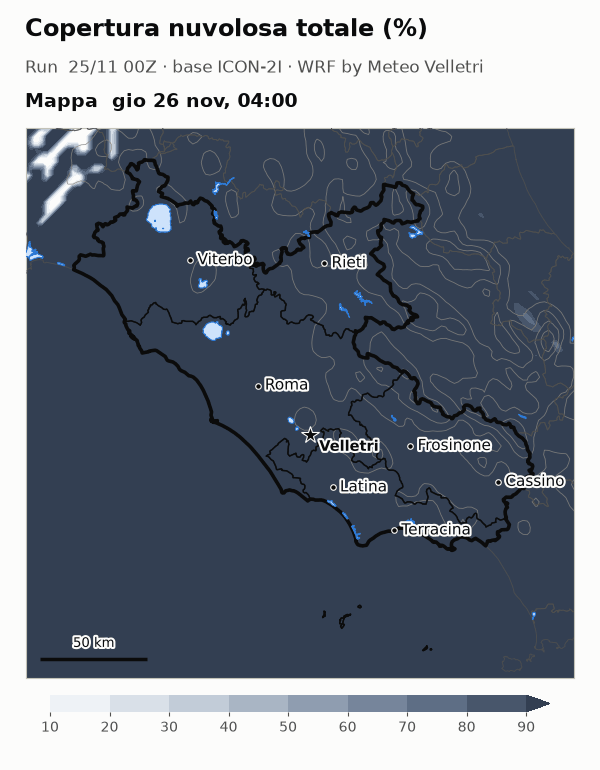 Copertura nuvolosa totale (%)
Run  25/11 00Z · base ICON-2I · WRF by Meteo Velletri
Mappa  gio 26 nov, 04:00
Viterbo
Rieti
Roma
Velletri
Frosinone
Latina
Cassino
Terracina
50 km
10 20 30 40 50 60 70 80 90